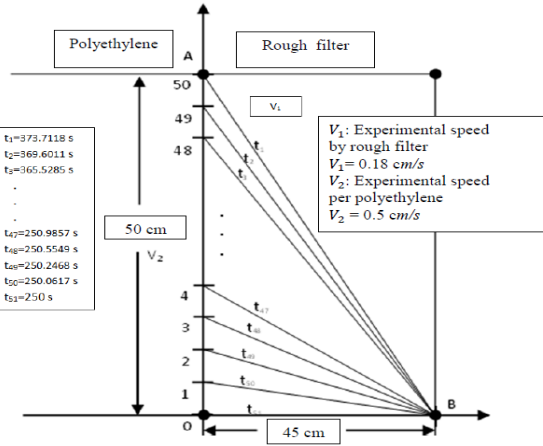 Polyethylene
Rough filter
A
50
V₁
49
48
t₁
t₂
t₃
V₁: Experimental speed
by rough filter
V₁= 0.18 cm/s
V₂: Experimental speed
per polyethylene
V₂ = 0.5 cm/s
t₁=373.7118 s
t₂=369.6011 s
t₃=365.5285 s
.
.
.
t₄₇=250.9857 s
t₄₈=250.5549 s
t₄₉=250.2468 s
t₅₀=250.0617 s
t₅₁=250 s
50 cm
V₂
.
.
.
4
t₄₇
3
t₄₈
2
t₄₉
1
t₅₀
B
0
t₅₁
45 cm